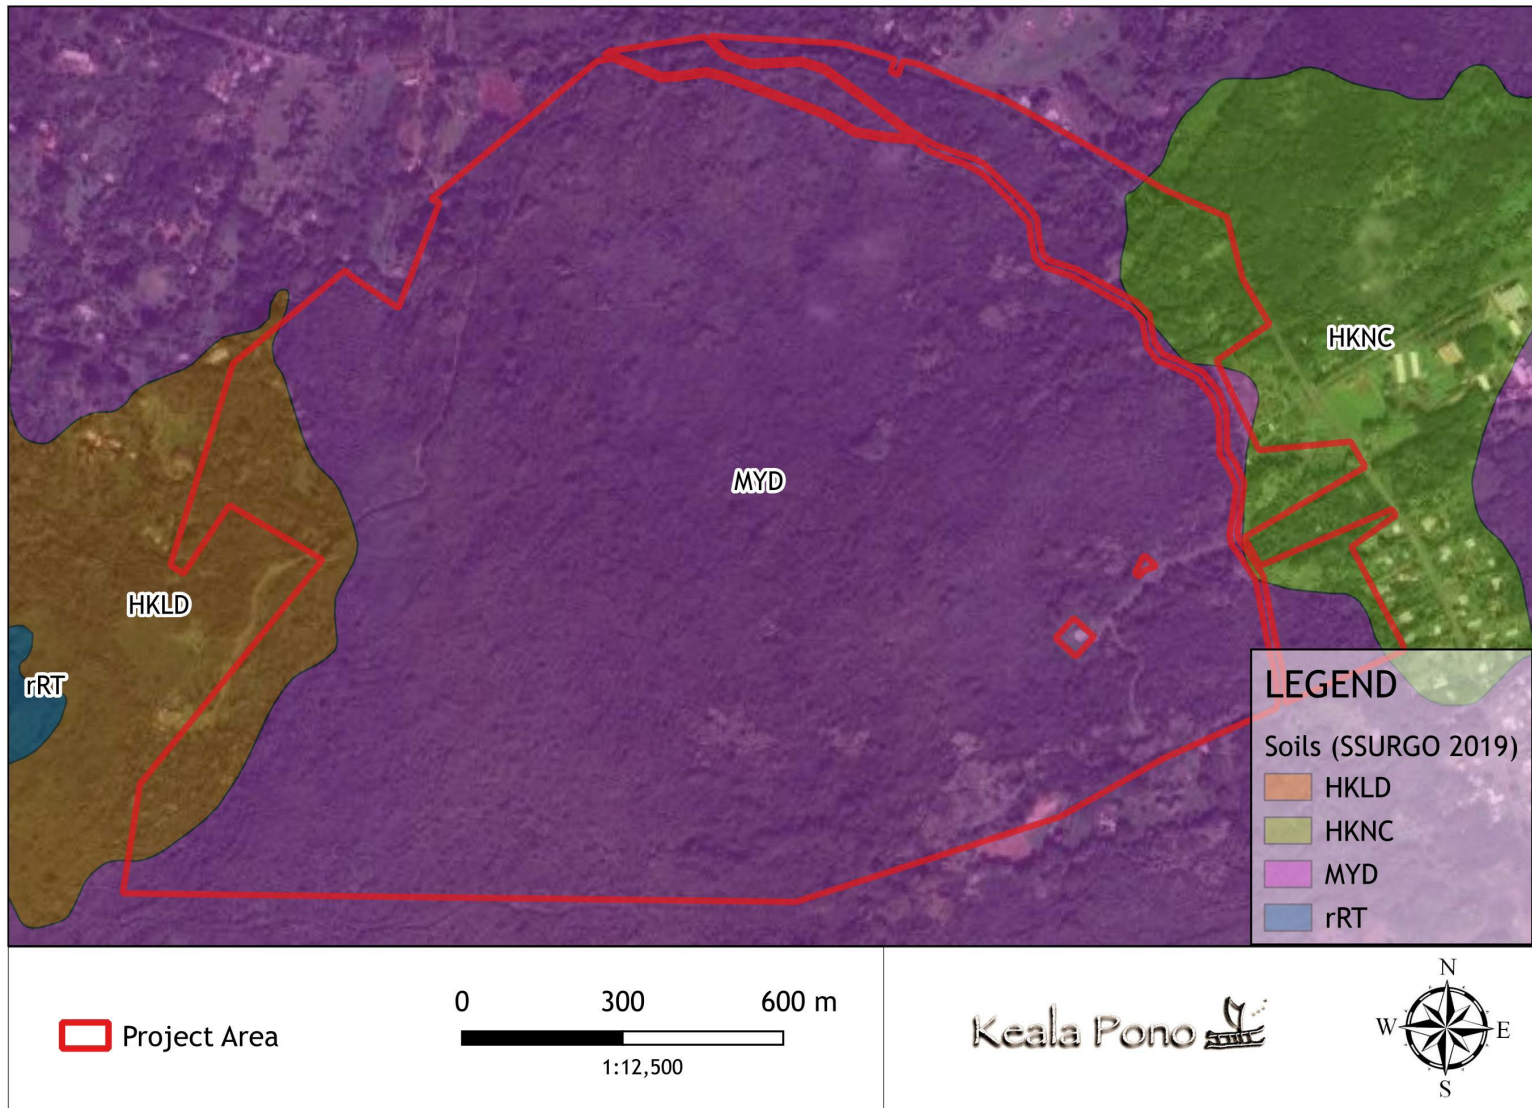 HKNC
MYD
HKLD
rRT
LEGEND
Soils (SSURGO 2019)
HKLD
HKNC
MYD
rRT
Project Area
0 300 600 m
1:12,500
Keala Pono
N
W E
S